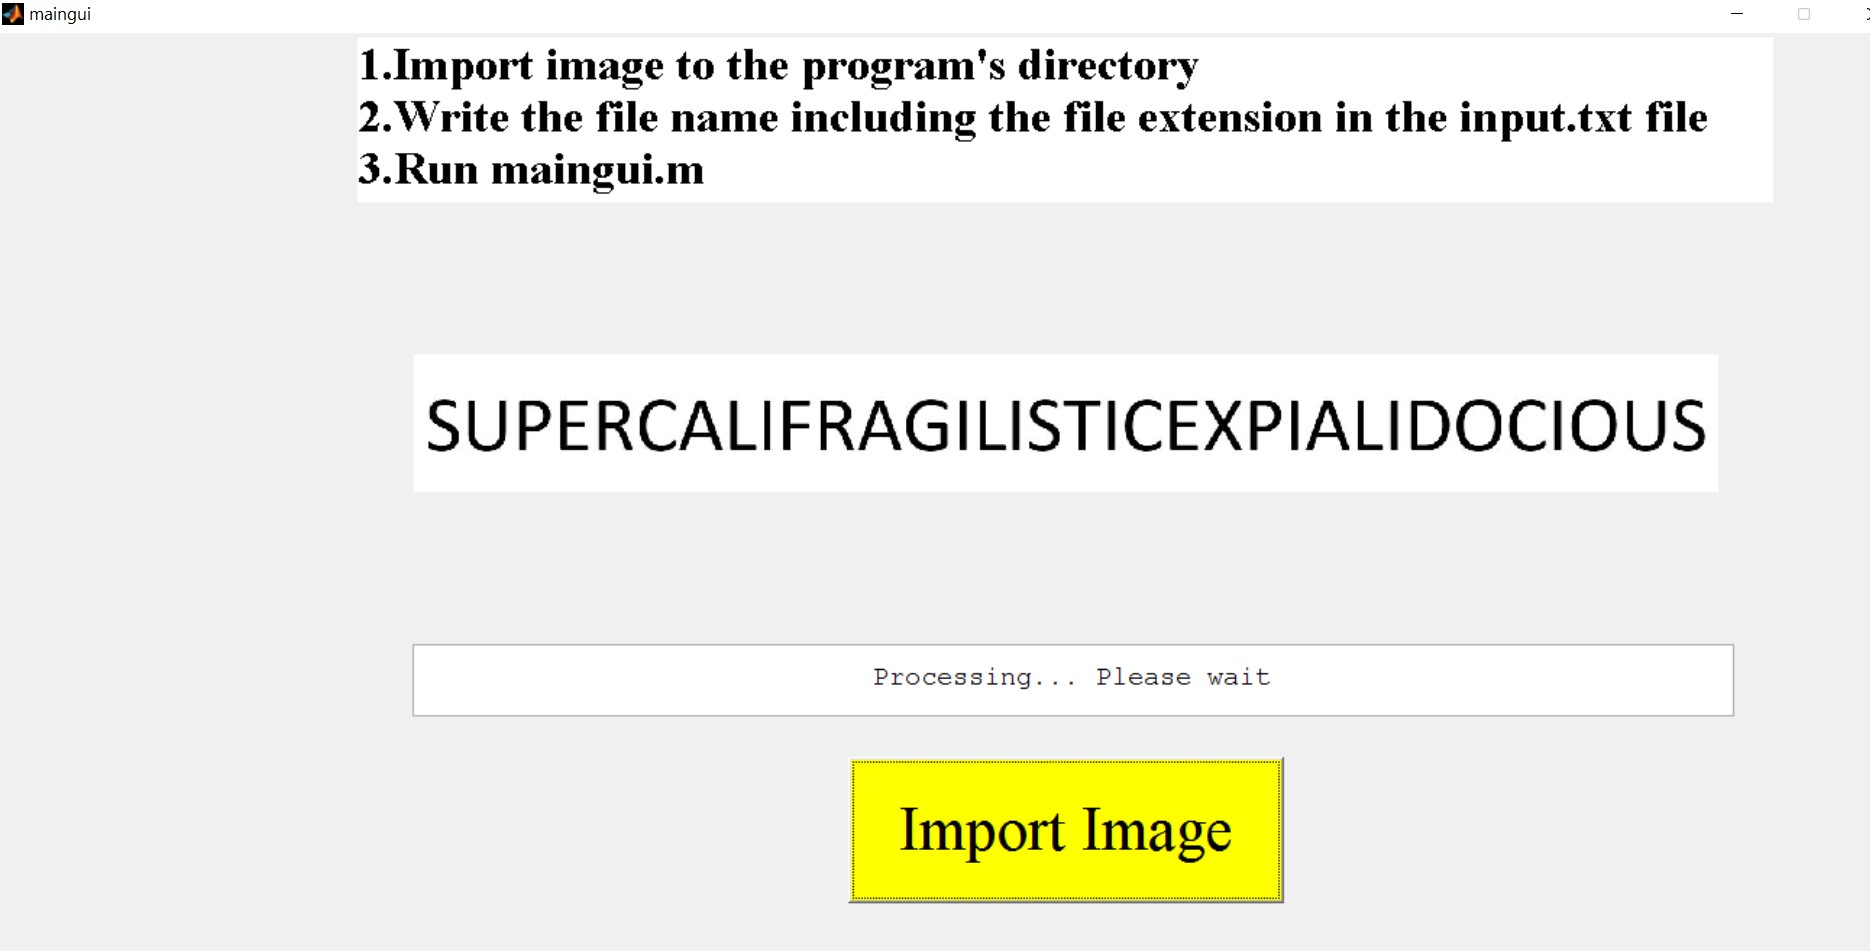 maingui
1.Import image to the program's directory
2.Write the file name including the file extension in the input.txt file
3.Run maingui.m
SUPERCALIFRAGILISTICEXPIALIDOCIOUS
Processing... Please wait
Import Image